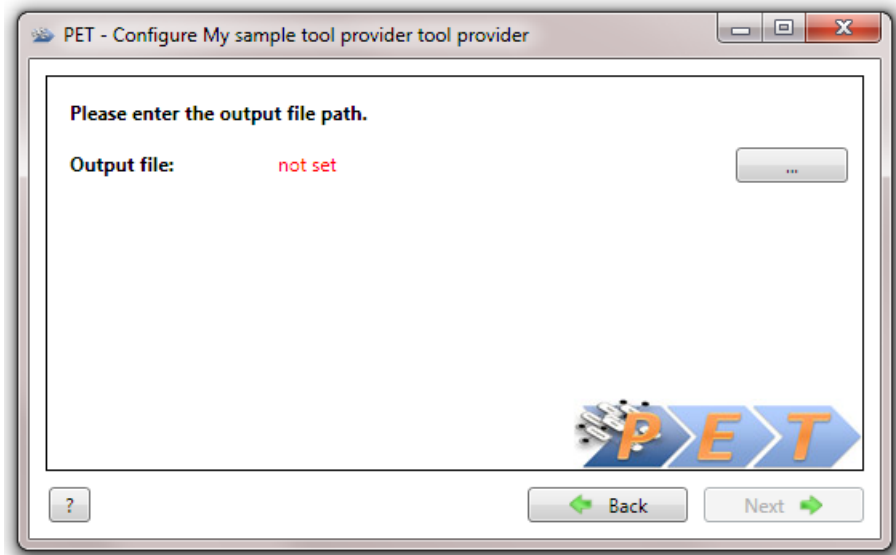 PET - Configure My sample tool provider tool provider
Please enter the output file path.
Output file: not set ...
PET
? Back Next